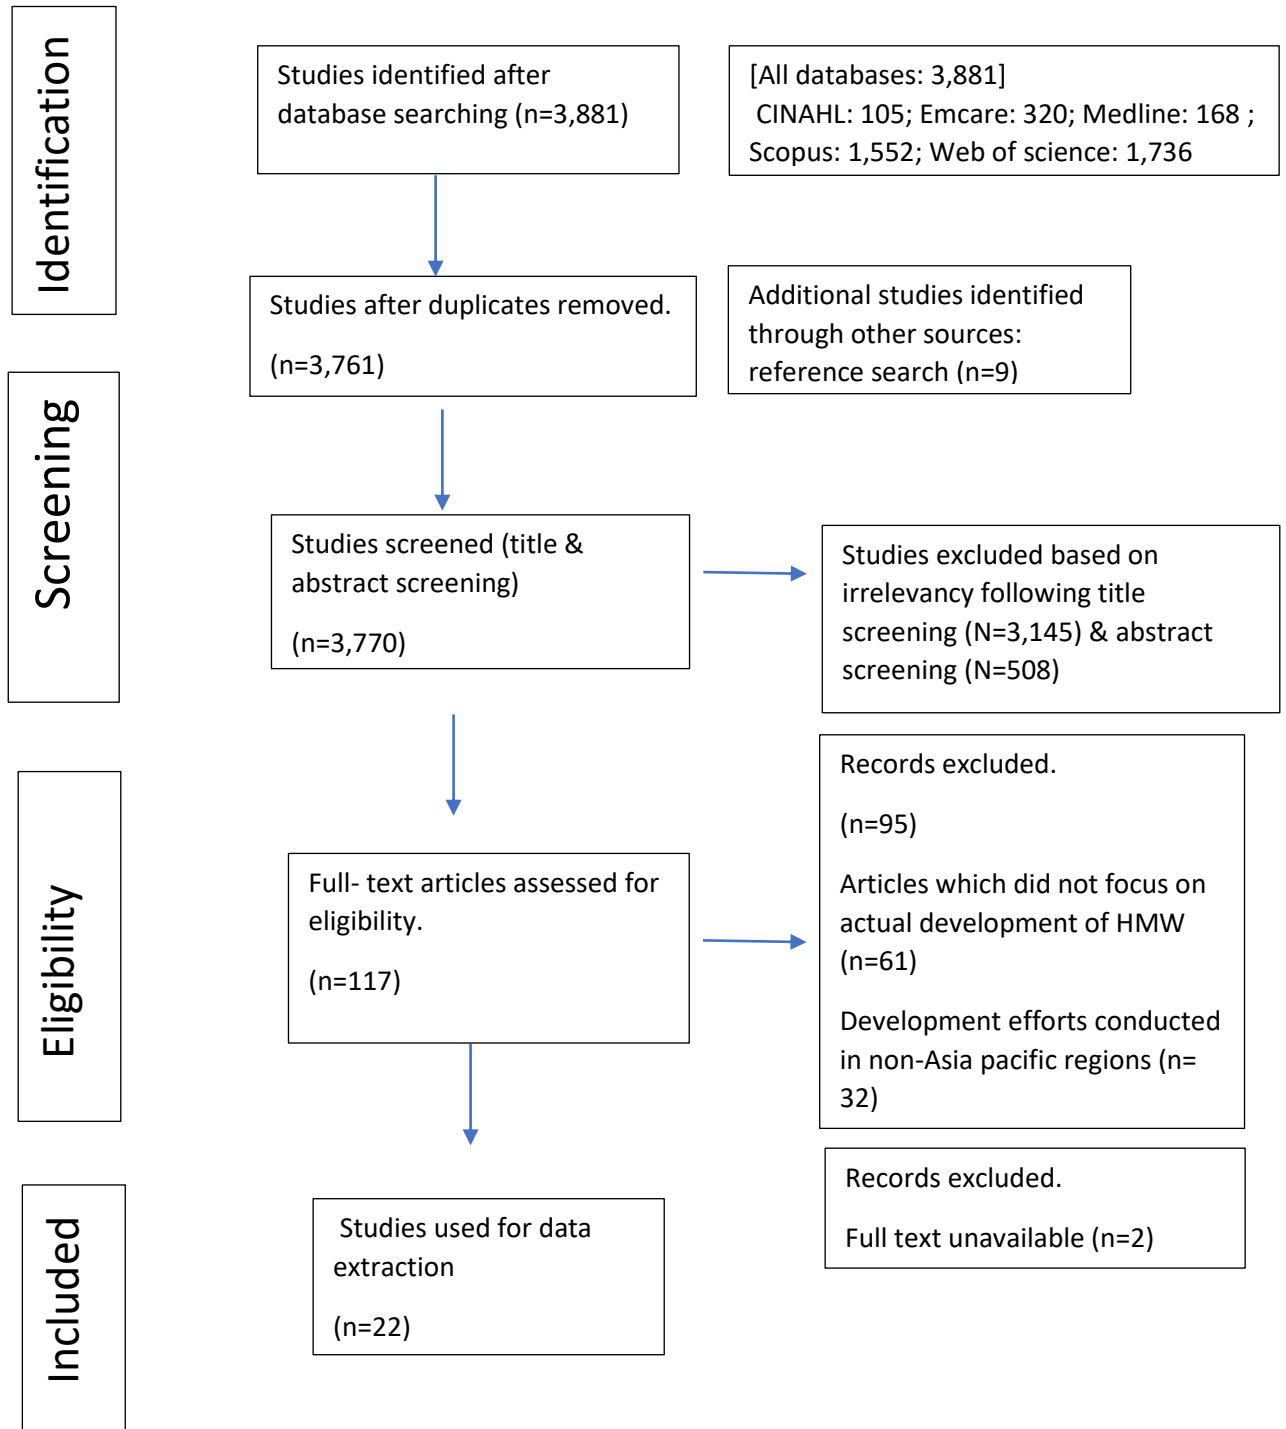 Identification
Studies identified after
database searching (n=3,881)
[All databases: 3,881]
CINAHL: 105; Emcare: 320; Medline: 168 ;
Scopus: 1,552; Web of science: 1,736
Studies after duplicates removed.
(n=3,761)
Additional studies identified
through other sources:
reference search (n=9)
Screening
Studies screened (title &
abstract screening)
(n=3,770)
Studies excluded based on
irrelevancy following title
screening (N=3,145) & abstract
screening (N=508)
Eligibility
Full- text articles assessed for
eligibility.
(n=117)
Records excluded.
(n=95)
Articles which did not focus on
actual development of HMW
(n=61)
Development efforts conducted
in non-Asia pacific regions (n=
32)
Included
Studies used for data
extraction
(n=22)
Records excluded.
Full text unavailable (n=2)